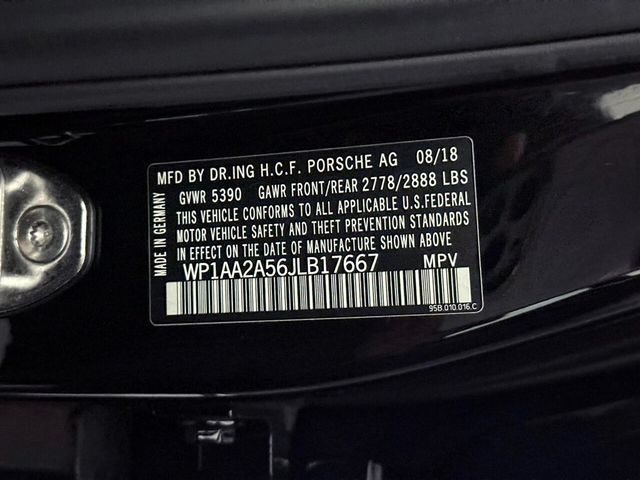 MFD BY DR.ING H.C.F. PORSCHE AG 08/18
GVWR 5390 GAWR FRONT/REAR 2778/2888 LBS
THIS VEHICLE CONFORMS TO ALL APPLICABLE U.S.FEDERAL
MOTOR VEHICLE SAFETY AND THEFT PREVENTION STANDARDS
IN EFFECT ON THE DATE OF MANUFACTURE SHOWN ABOVE
WP1AA2A56JLB17667 MPV
95B.010.016.C
MADE IN GERMANY